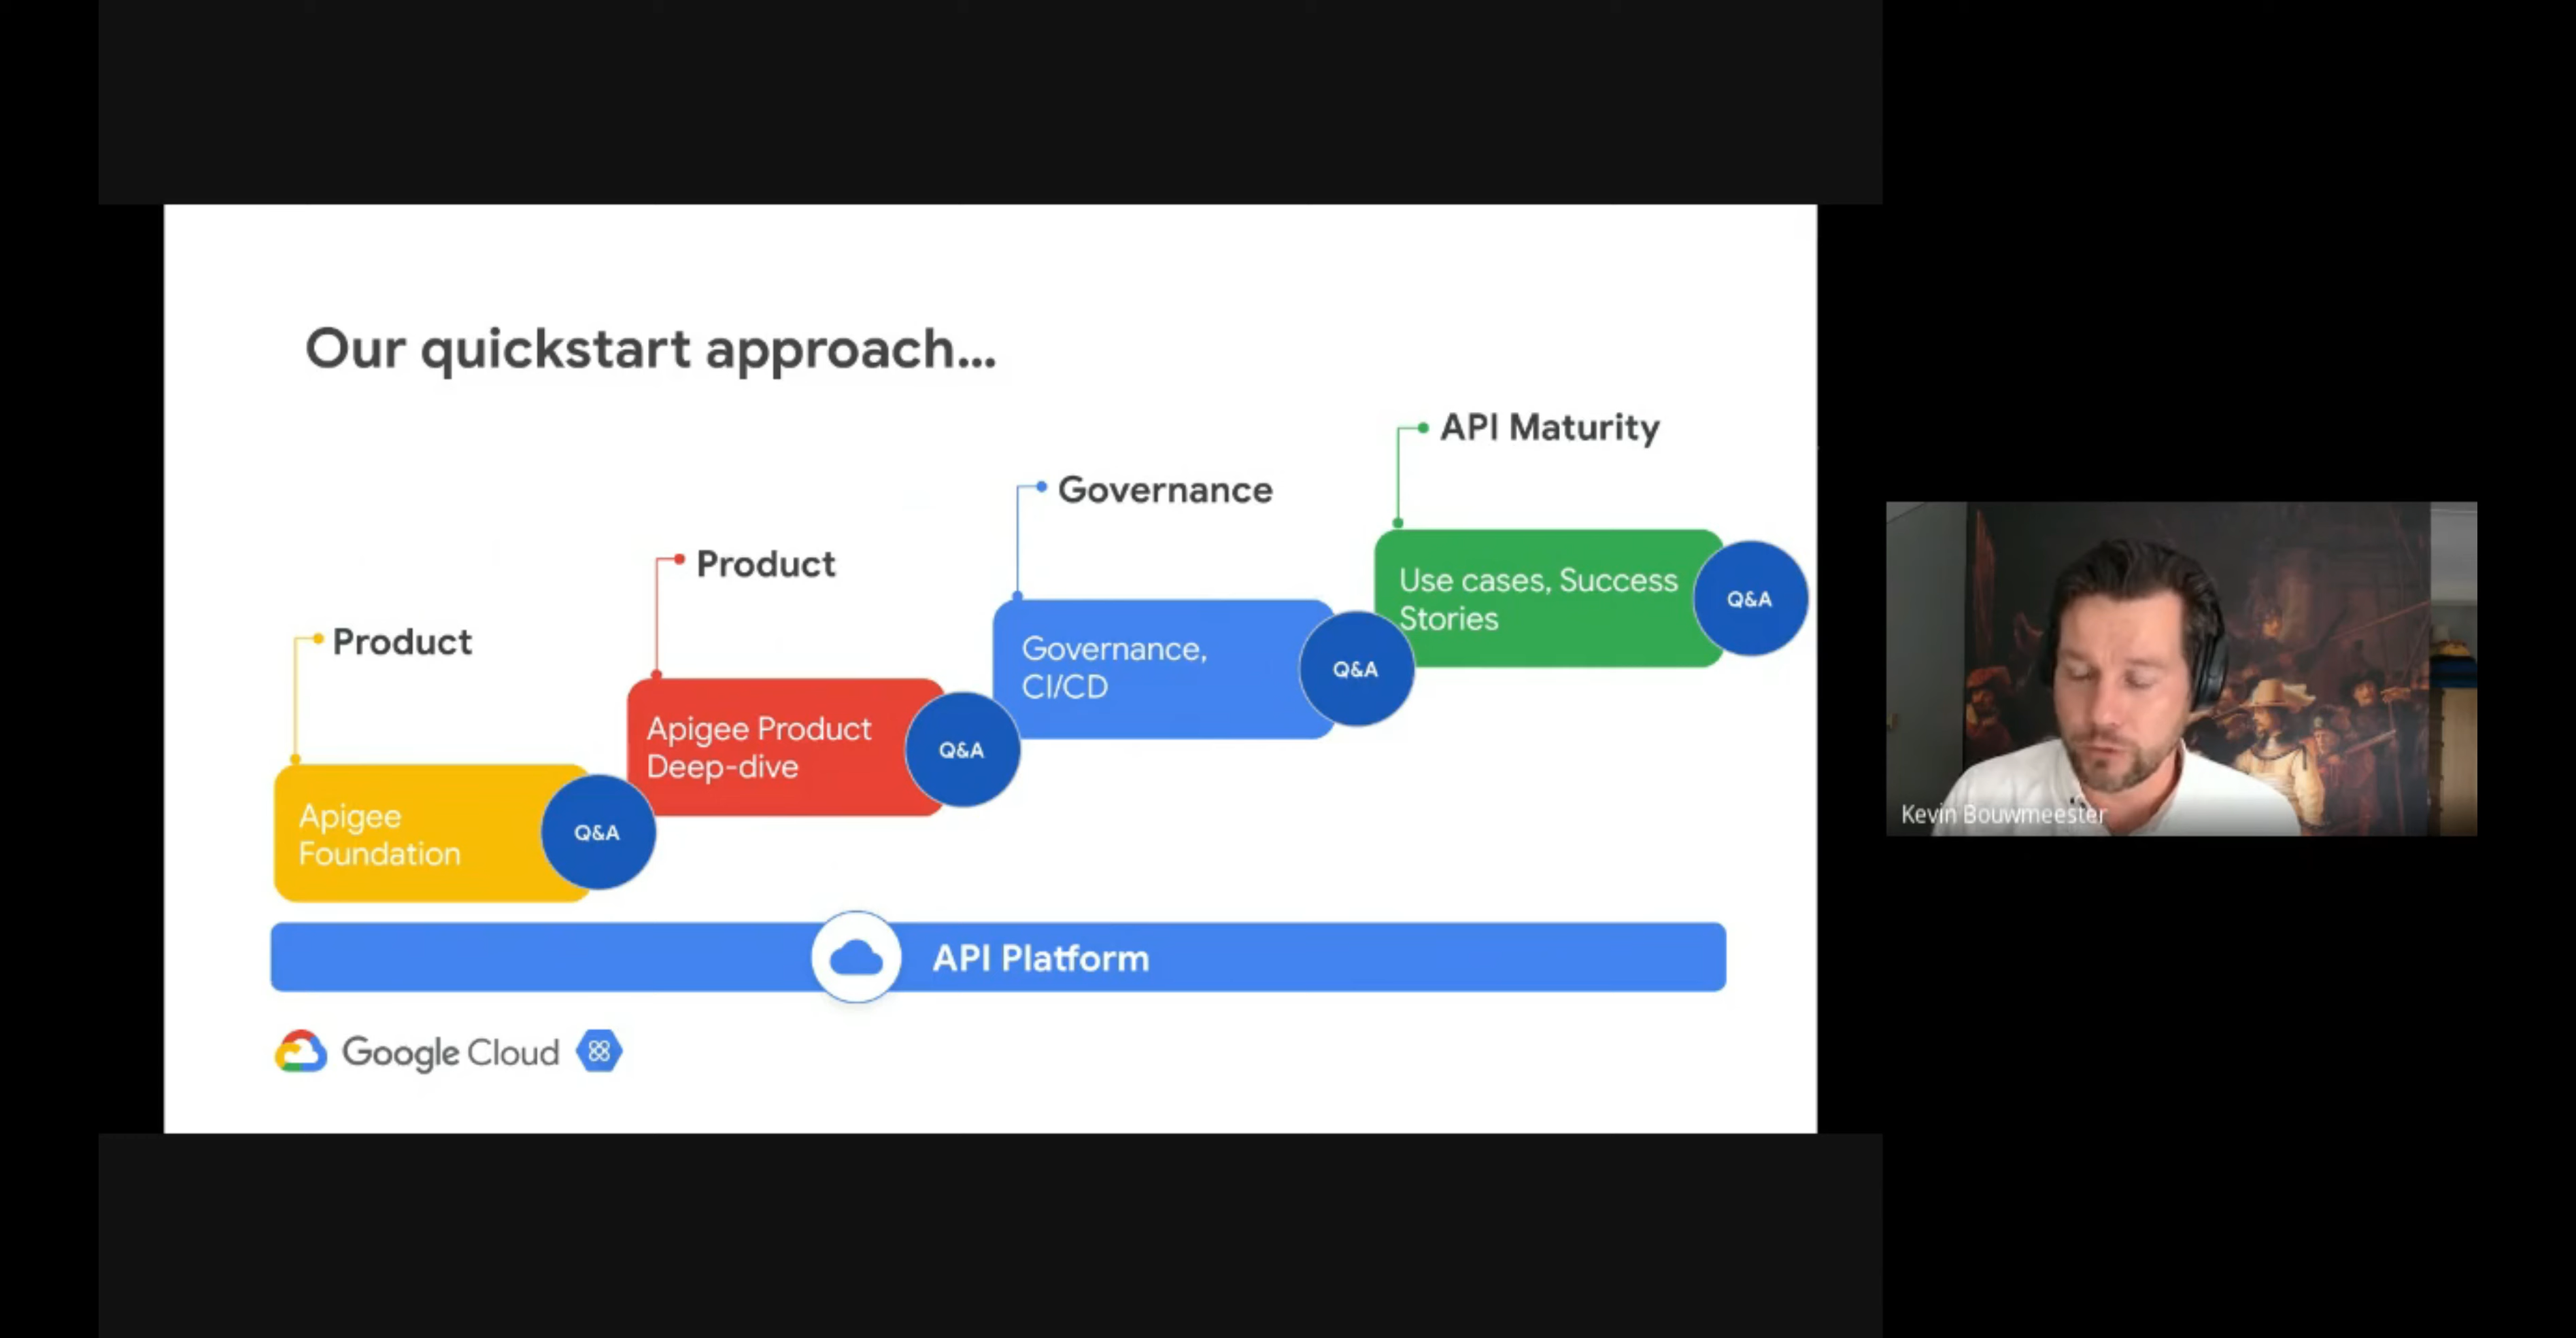 Our quickstart approach...
API Maturity
Governance
Product
Product
Use cases, Success
Stories
Q&A
Governance,
CI/CD
Q&A
Apigee Product
Deep-dive
Q&A
Apigee
Foundation
Q&A
API Platform
Google Cloud
Kevin Bouwmeester